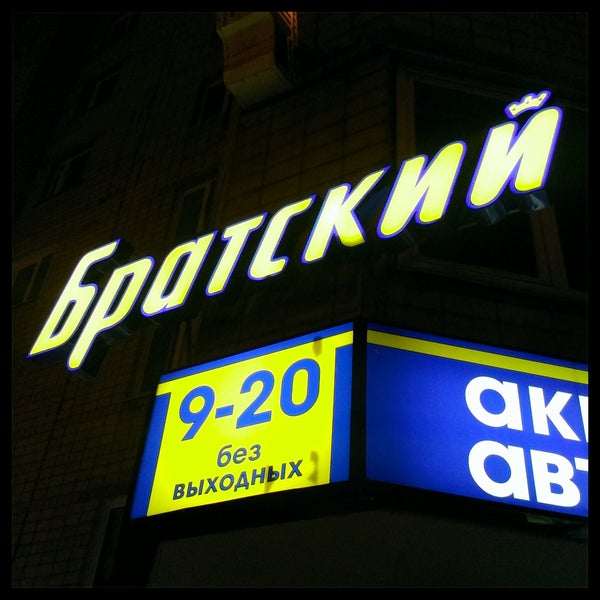 Братский
9-20
без
выходных